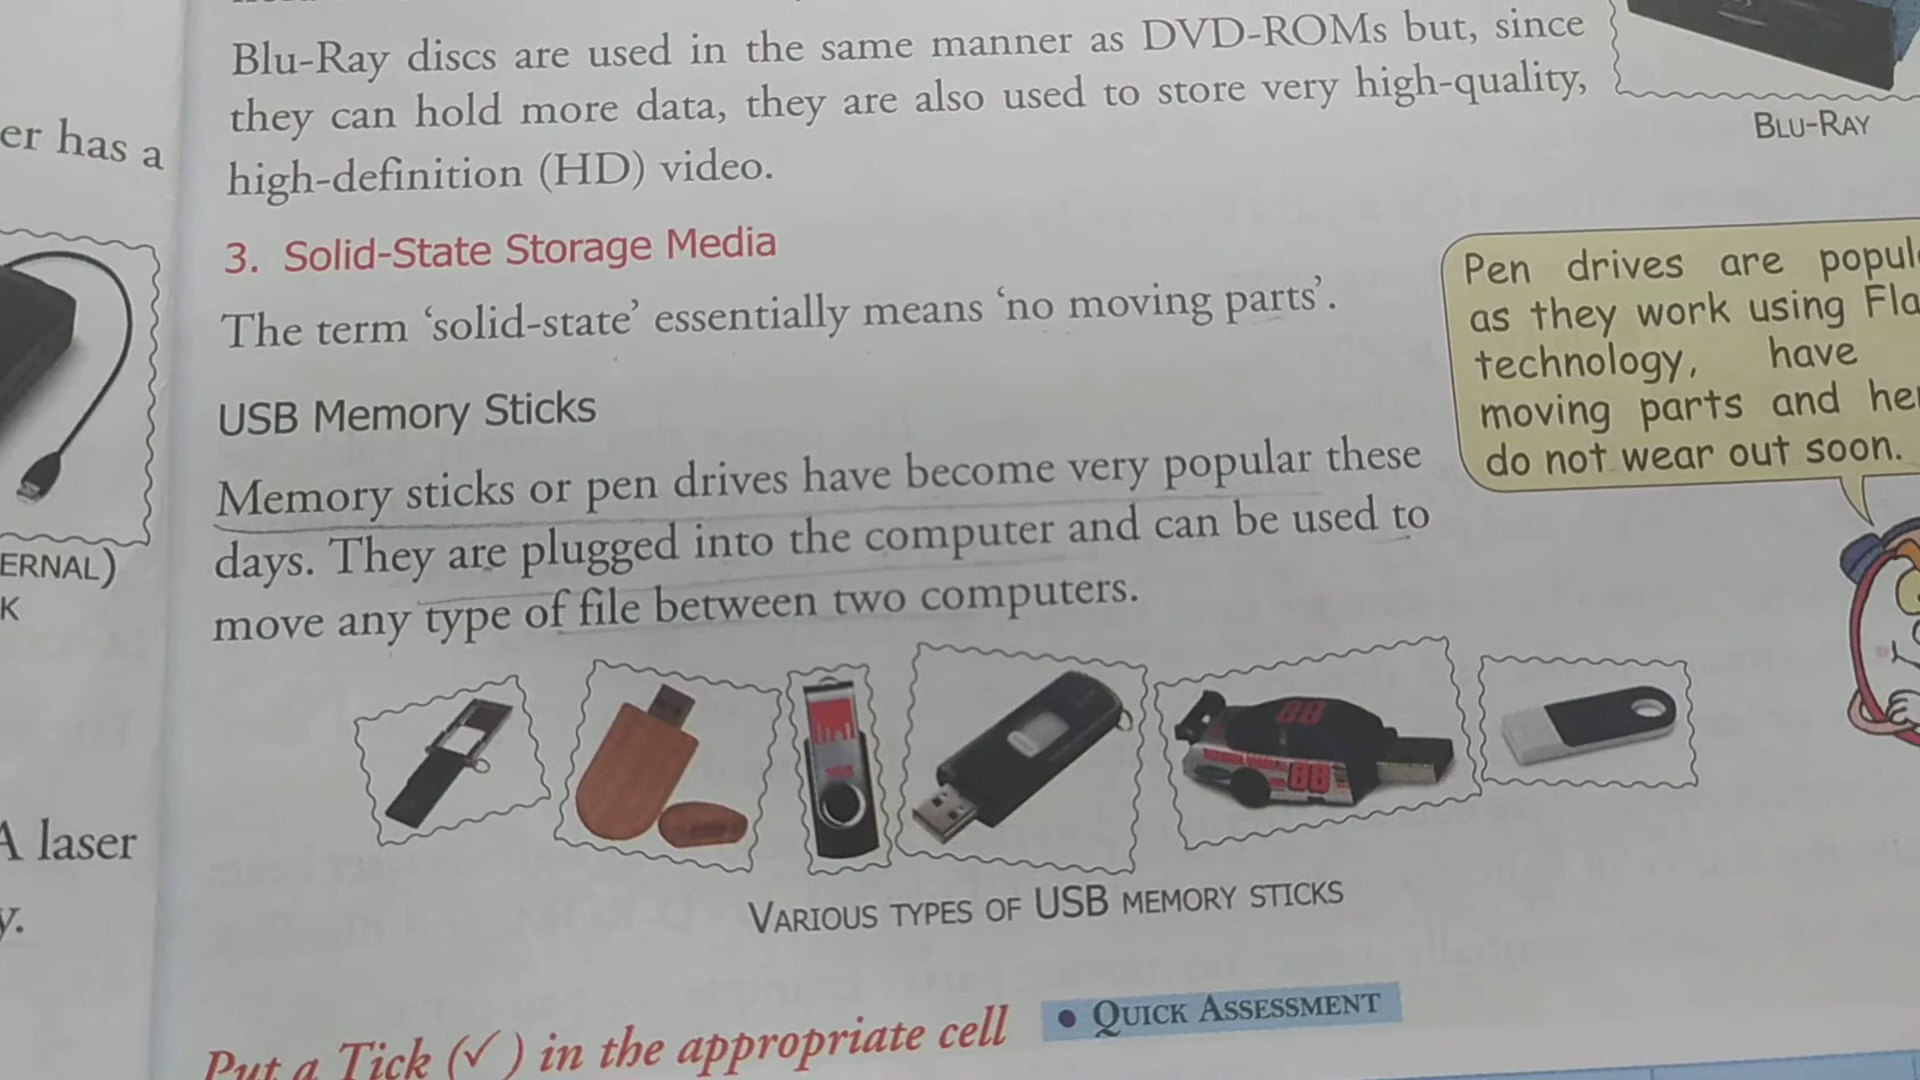 Blu-Ray discs are used in the same manner as DVD-ROMs but, since
they can hold more data, they are also used to store very high-quality,
high-definition (HD) video.
BLU-RAY
er has a
3. Solid-State Storage Media
The term ‘solid-state’ essentially means ‘no moving parts’.
Pen drives are popul
as they work using Fla
technology, have
moving parts and he
do not wear out soon.
USB Memory Sticks
Memory sticks or pen drives have become very popular these
days. They are plugged into the computer and can be used to
move any type of file between two computers.
ERNAL)
K
88
88
A laser
y.
VARIOUS TYPES OF USB MEMORY STICKS
Put a Tick (✓) in the appropriate cell
• QUICK ASSESSMENT